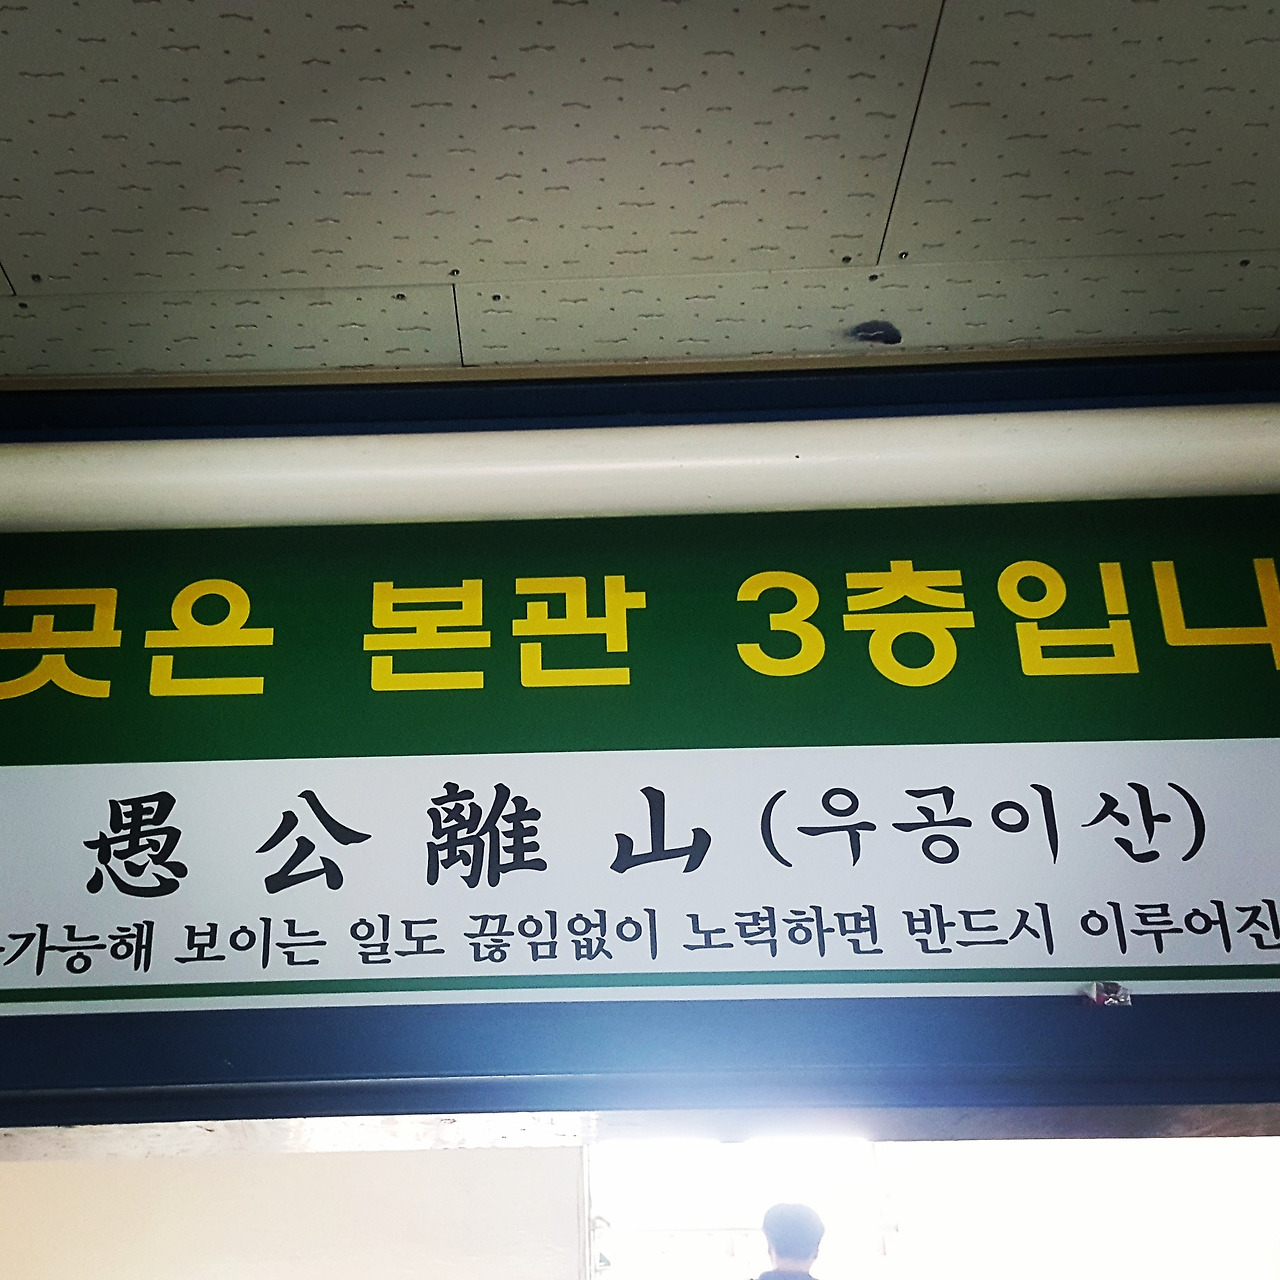 곳은 본관 3층입니
愚公離山(우공이산)
불가능해 보이는 일도 끊임없이 노력하면 반드시 이루어진